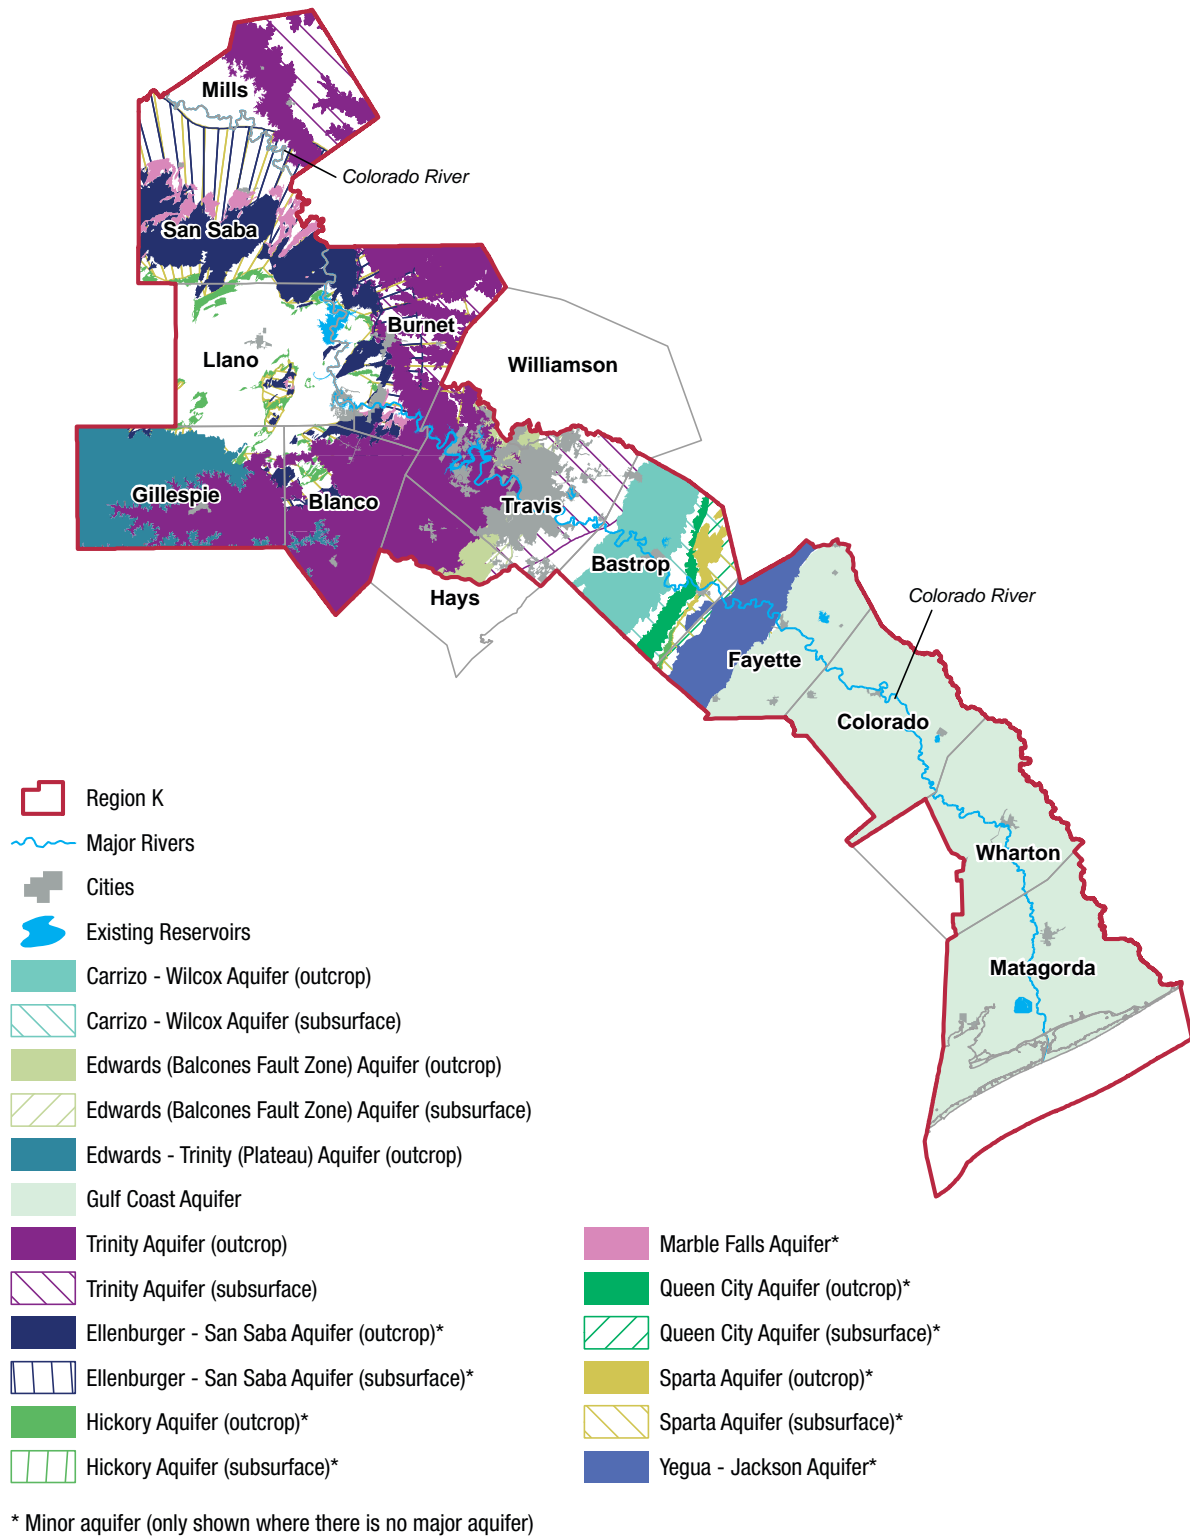 Mills
Colorado River
San Saba
Burnet
Llano
Williamson
Gillespie
Blanco
Travis
Bastrop
Hays
Colorado River
Fayette
Colorado
Wharton
Matagorda
Region K
Major Rivers
Cities
Existing Reservoirs
Carrizo - Wilcox Aquifer (outcrop)
Carrizo - Wilcox Aquifer (subsurface)
Edwards (Balcones Fault Zone) Aquifer (outcrop)
Edwards (Balcones Fault Zone) Aquifer (subsurface)
Edwards - Trinity (Plateau) Aquifer (outcrop)
Gulf Coast Aquifer
Trinity Aquifer (outcrop)
Trinity Aquifer (subsurface)
Ellenburger - San Saba Aquifer (outcrop)*
Ellenburger - San Saba Aquifer (subsurface)*
Hickory Aquifer (outcrop)*
Hickory Aquifer (subsurface)*
Marble Falls Aquifer*
Queen City Aquifer (outcrop)*
Queen City Aquifer (subsurface)*
Sparta Aquifer (outcrop)*
Sparta Aquifer (subsurface)*
Yegua - Jackson Aquifer*
* Minor aquifer (only shown where there is no major aquifer)